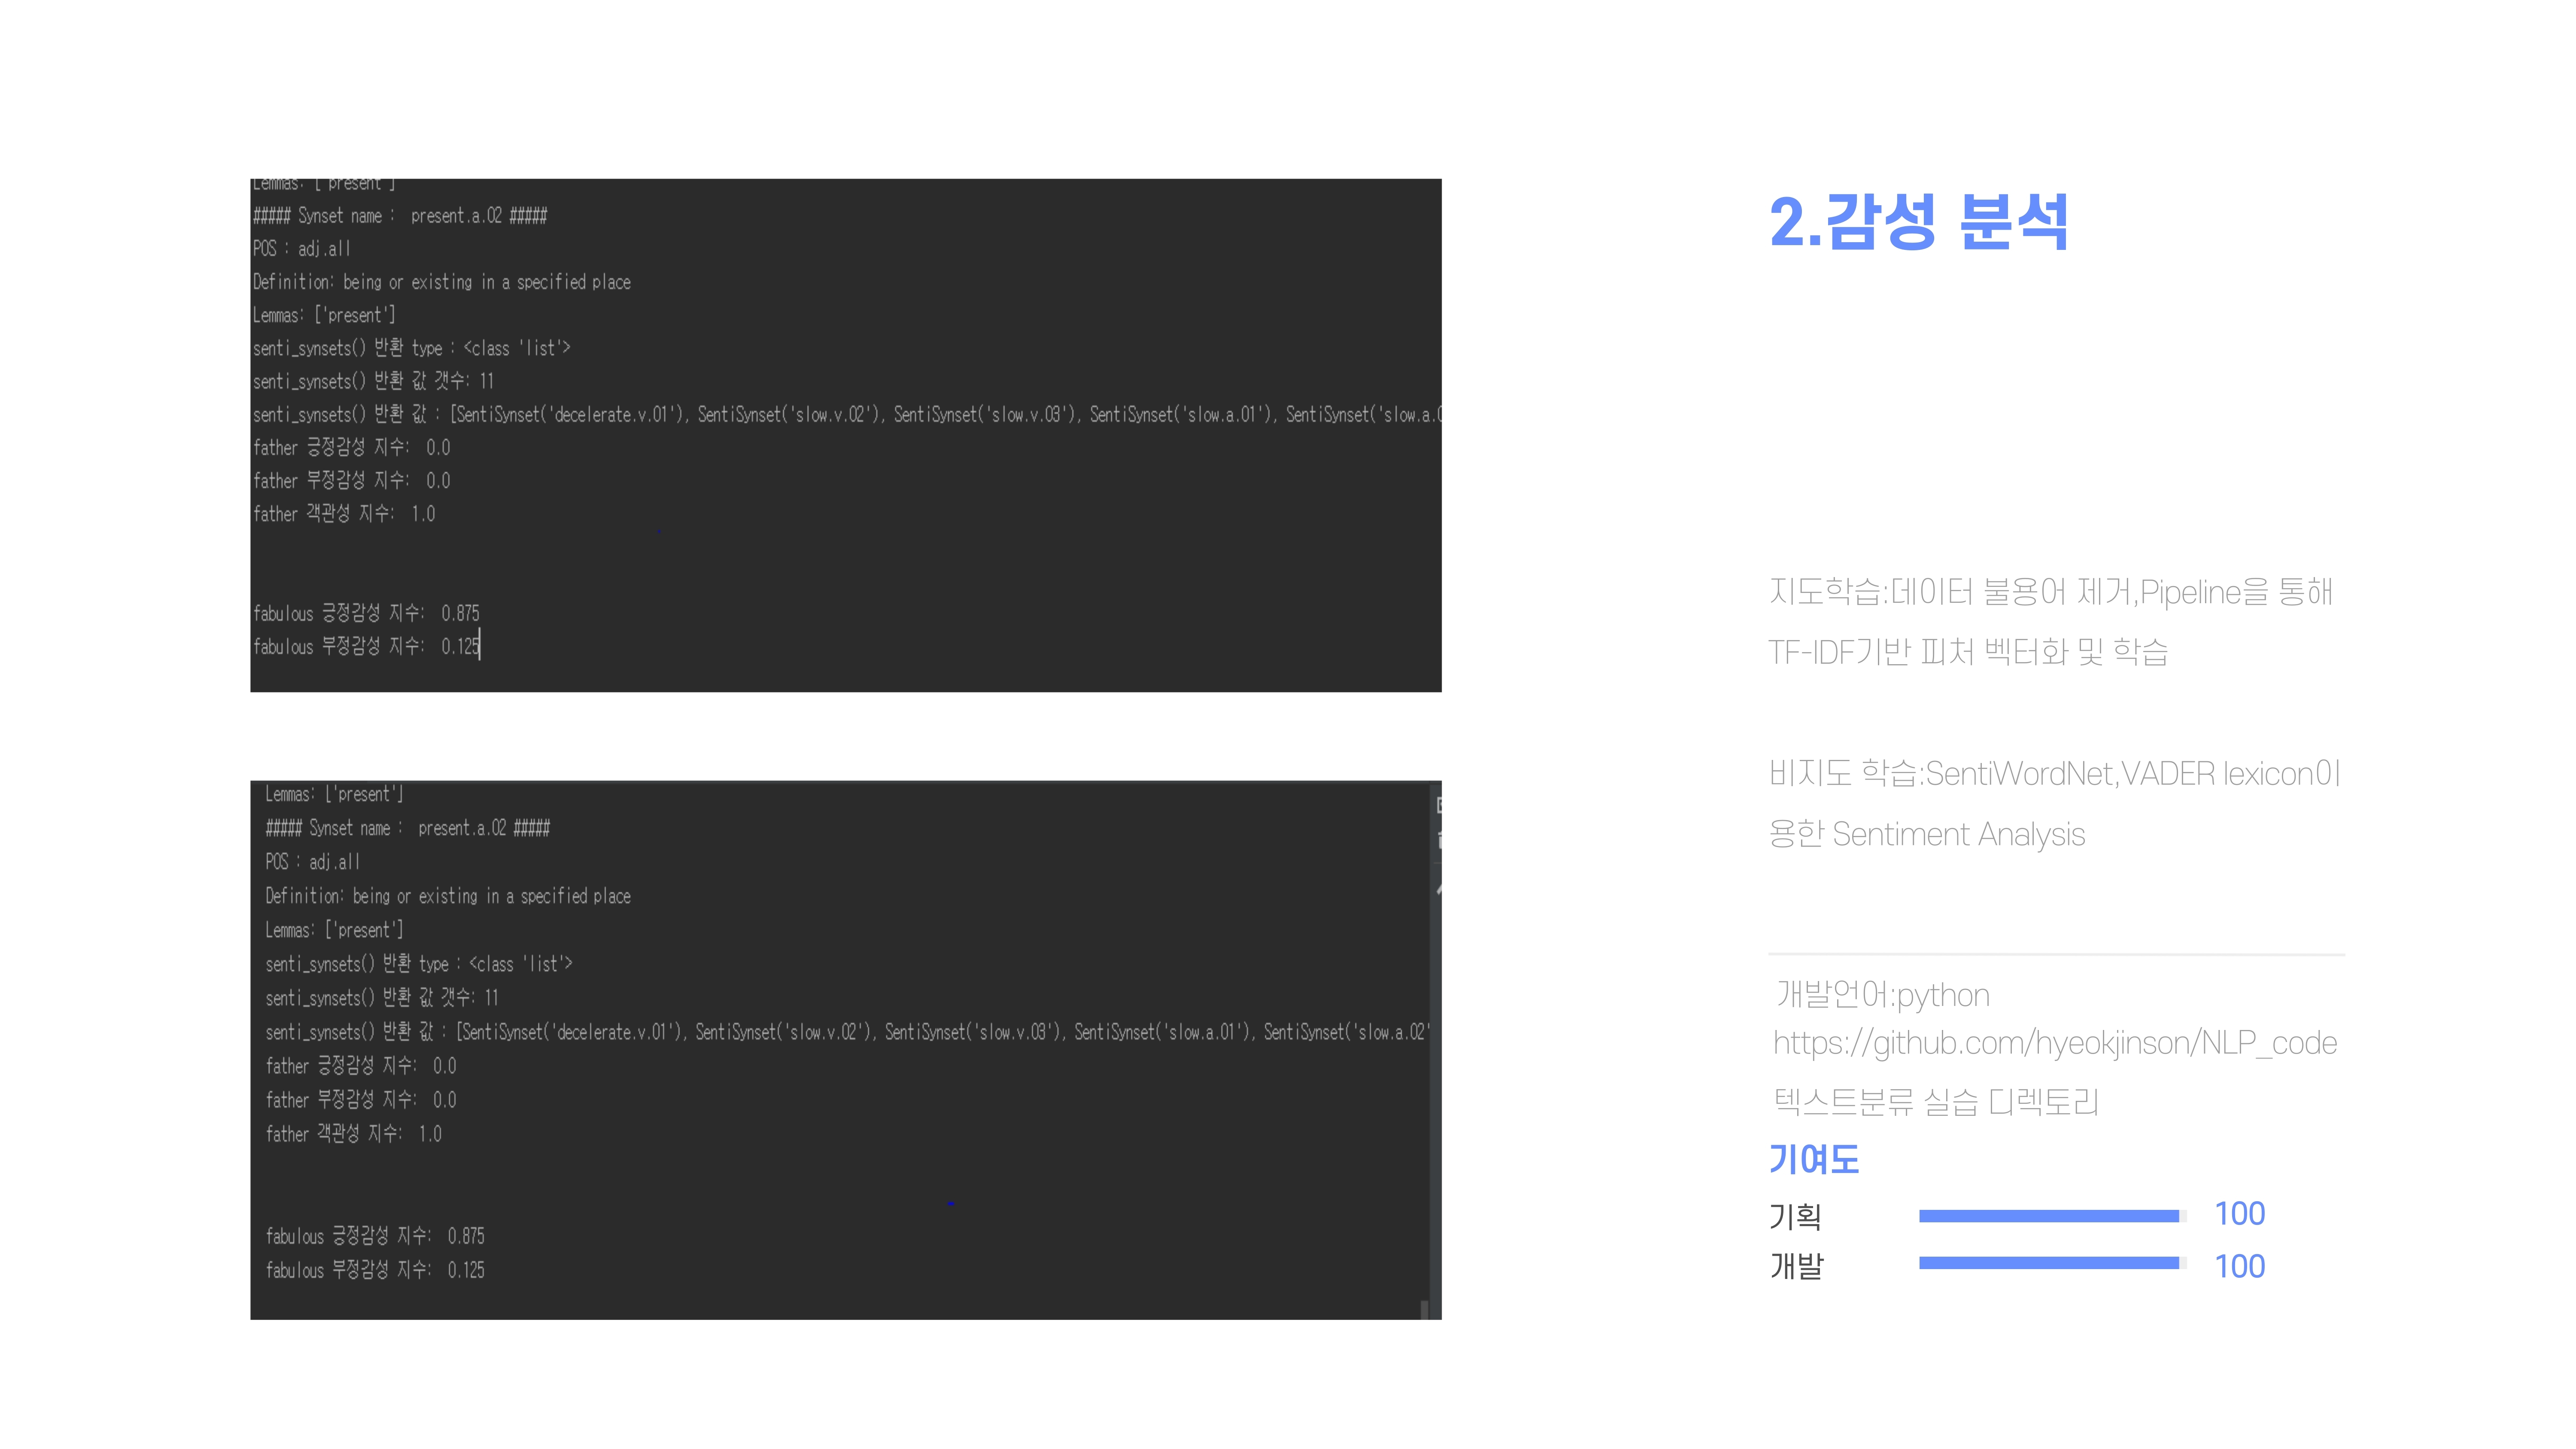 Lemmas: ['present']
##### Synset name :  present.a.02 #####
POS : adj.all
Definition: being or existing in a specified place
Lemmas: ['present']
senti_synsets() 반환 type : <class 'list'>
senti_synsets() 반환 값 갯수: 11
senti_synsets() 반환 값 : [SentiSynset('decelerate.v.01'), SentiSynset('slow.v.02'), SentiSynset('slow.v.03'), SentiSynset('slow.a.01'), SentiSynset('slow.a.0
father 긍정감성 지수:  0.0
father 부정감성 지수:  0.0
father 객관성 지수:  1.0
fabulous 긍정감성 지수:  0.875
fabulous 부정감성 지수:  0.125
Lemmas: ['present']
##### Synset name :  present.a.02 #####
POS : adj.all
Definition: being or existing in a specified place
Lemmas: ['present']
senti_synsets() 반환 type : <class 'list'>
senti_synsets() 반환 값 갯수: 11
senti_synsets() 반환 값 : [SentiSynset('decelerate.v.01'), SentiSynset('slow.v.02'), SentiSynset('slow.v.03'), SentiSynset('slow.a.01'), SentiSynset('slow.a.02'
father 긍정감성 지수:  0.0
father 부정감성 지수:  0.0
father 객관성 지수:  1.0
fabulous 긍정감성 지수:  0.875
fabulous 부정감성 지수:  0.125
2.감성 분석
지도학습:데이터 불용어 제거,Pipeline을 통해
TF-IDF기반 피처 벡터화 및 학습
비지도 학습:SentiWordNet,VADER lexicon이
용한 Sentiment Analysis
개발언어:python
https://github.com/hyeokjinson/NLP_code
텍스트분류 실습 디렉토리
기여도
기획 100
개발 100